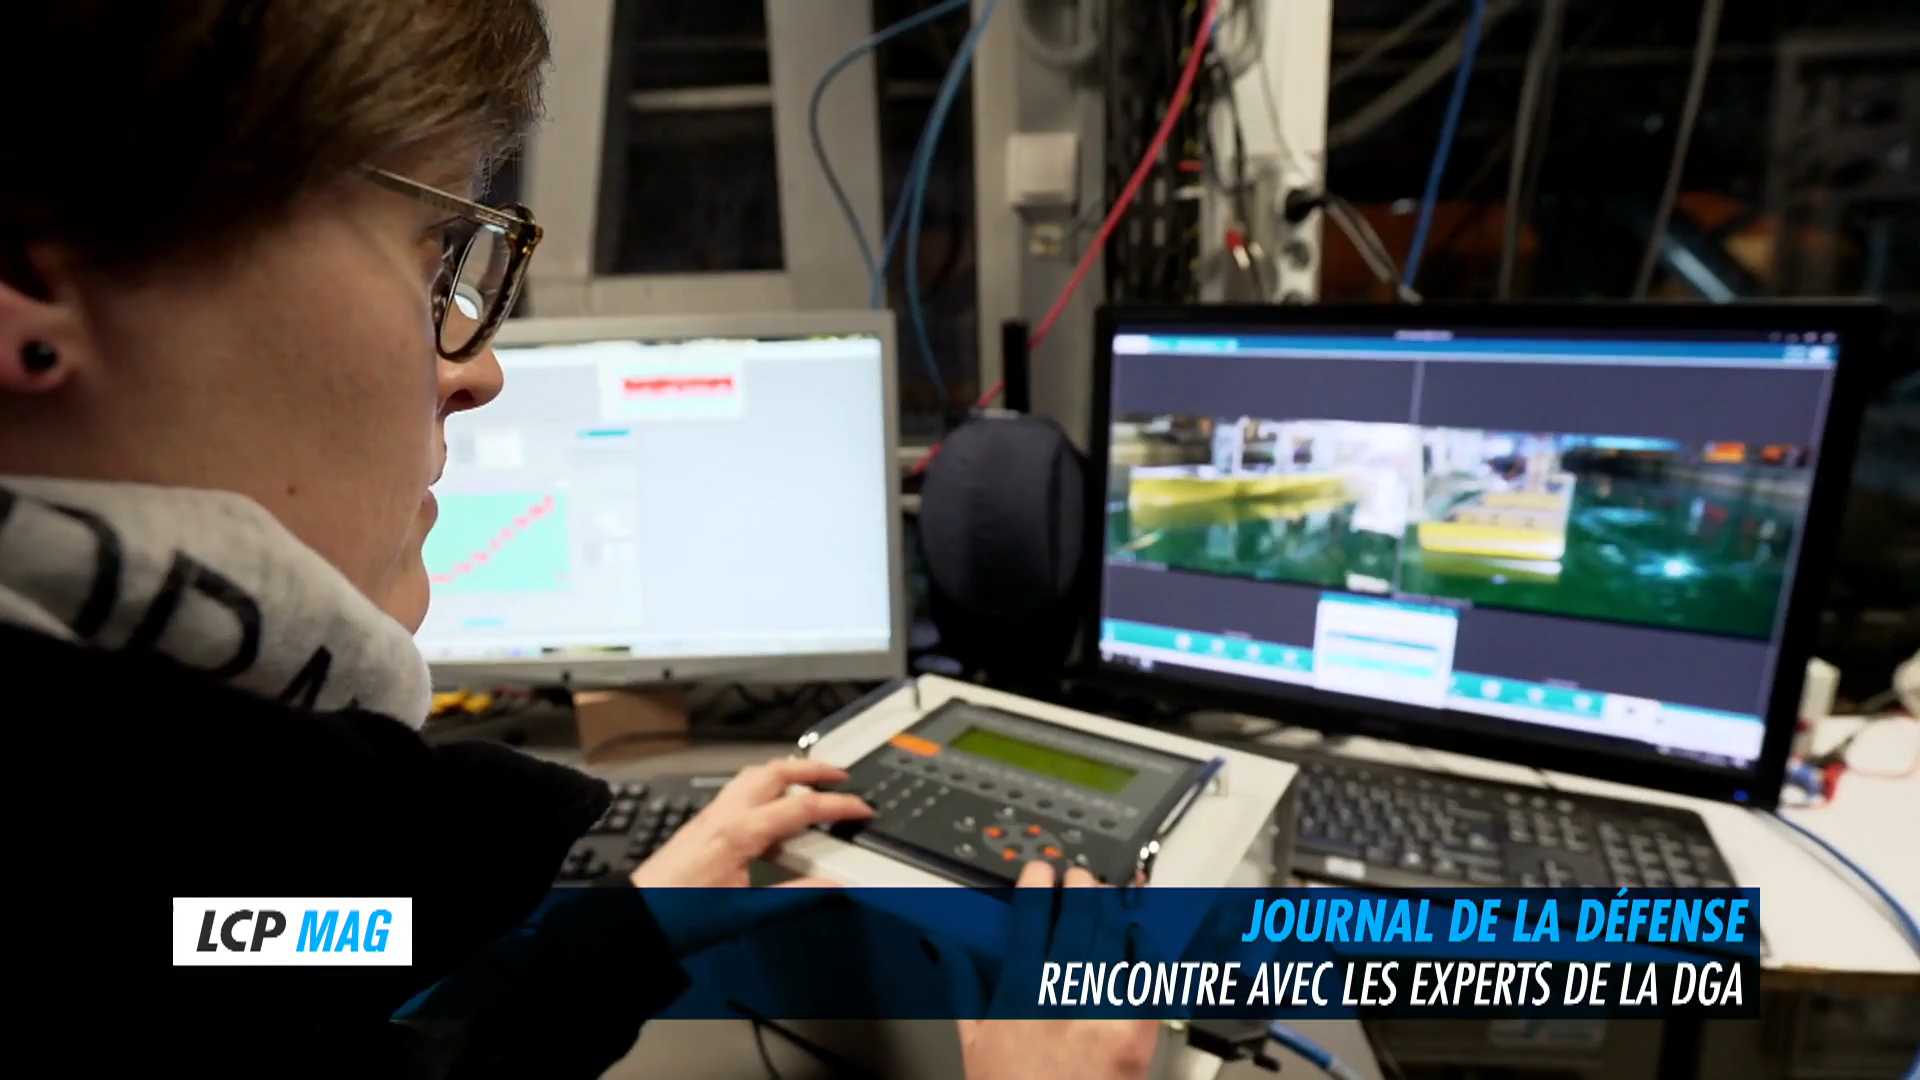 LCP MAG
JOURNAL DE LA DÉFENSE
RENCONTRE AVEC LES EXPERTS DE LA DGA